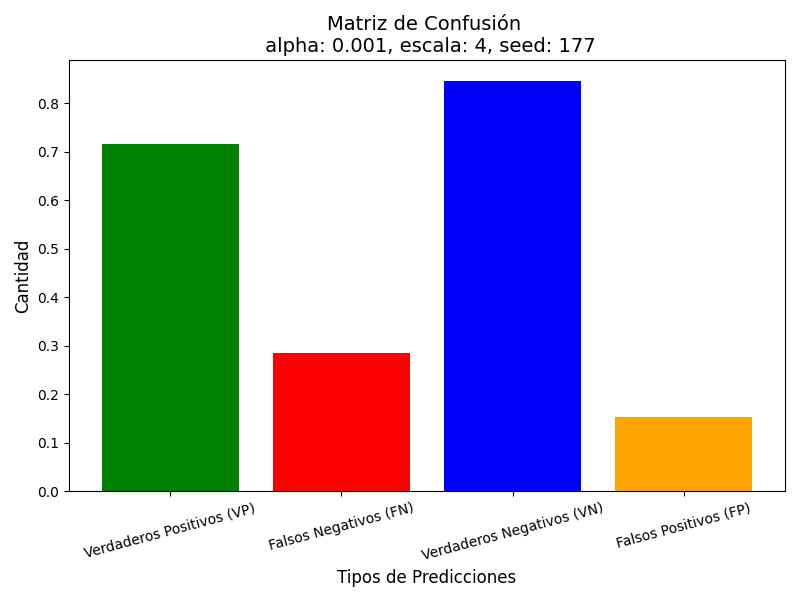 Matriz de Confusión
alpha: 0.001, escala: 4, seed: 177
Cantidad
0.8
0.7
0.6
0.5
0.4
0.3
0.2
0.1
0.0
Verdaderos Positivos (VP)
Falsos Negativos (FN)
Verdaderos Negativos (VN)
Falsos Positivos (FP)
Tipos de Predicciones